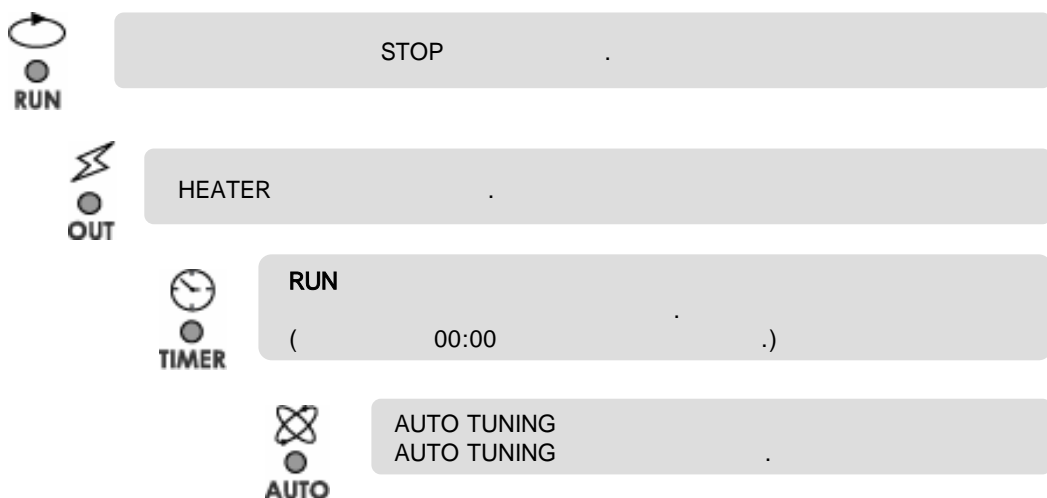 STOP .
RUN
HEATER .
OUT
RUN
.
( 00:00 .)
TIMER
AUTO TUNING
AUTO TUNING .
AUTO